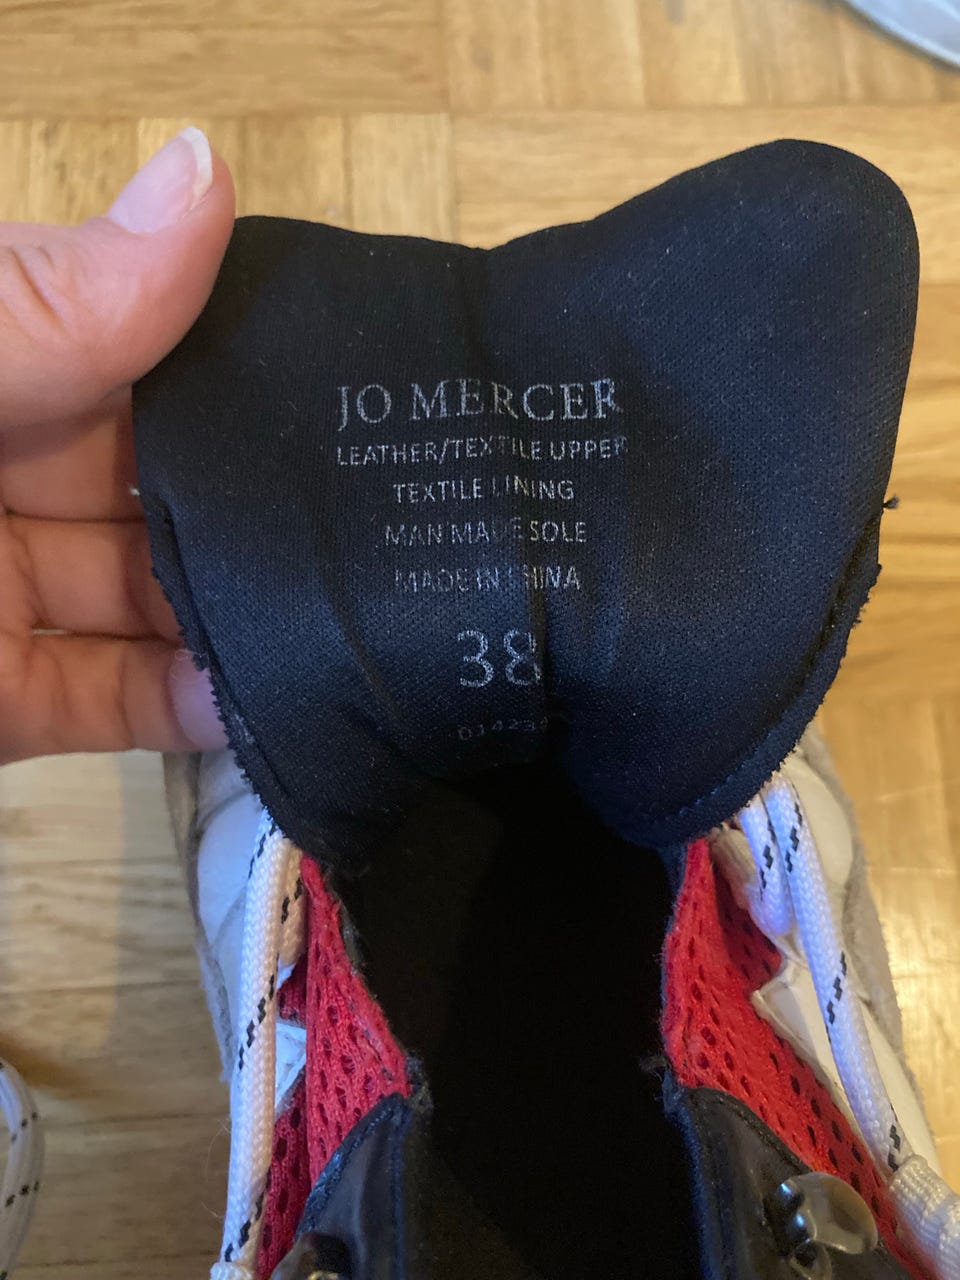 JO MERCER
LEATHER/TEXTILE UPPER
TEXTILE LINING
MAN MADE SOLE
MADE IN CHINA
38